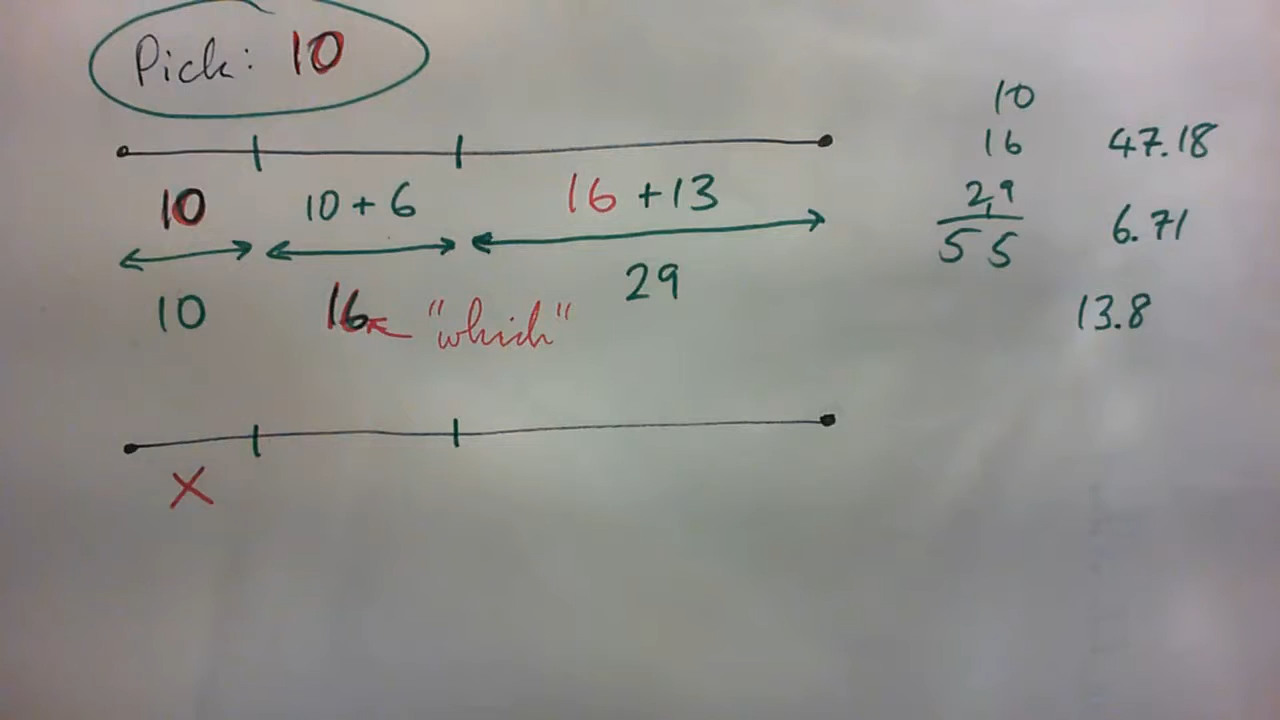 Pick: 10
10 10 + 6 16 + 13
10 16 "which" 29
x
10
16
29
55
47.18
6.71
13.8